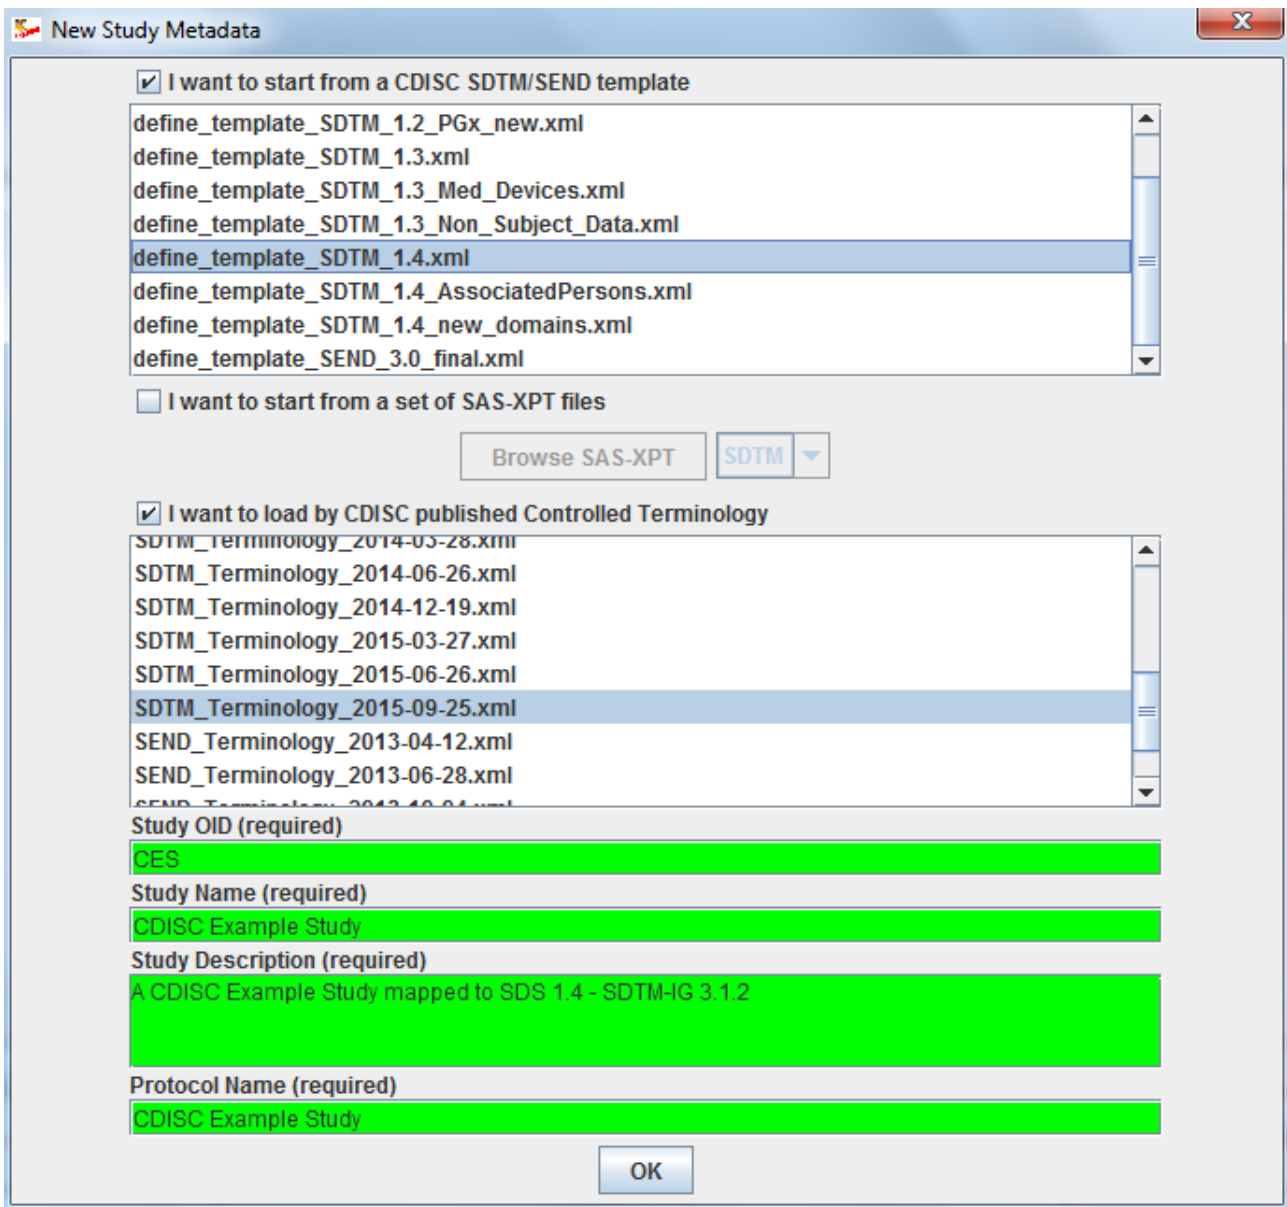 New Study Metadata
I want to start from a CDISC SDTM/SEND template
define_template_SDTM_1.2_PGx_new.xml
define_template_SDTM_1.3.xml
define_template_SDTM_1.3_Med_Devices.xml
define_template_SDTM_1.3_Non_Subject_Data.xml
define_template_SDTM_1.4.xml
define_template_SDTM_1.4_AssociatedPersons.xml
define_template_SDTM_1.4_new_domains.xml
define_template_SEND_3.0_final.xml
I want to start from a set of SAS-XPT files
Browse SAS-XPT SDTM
I want to load by CDISC published Controlled Terminology
SDTM_Terminology_2014-03-28.xml
SDTM_Terminology_2014-06-26.xml
SDTM_Terminology_2014-12-19.xml
SDTM_Terminology_2015-03-27.xml
SDTM_Terminology_2015-06-26.xml
SDTM_Terminology_2015-09-25.xml
SEND_Terminology_2013-04-12.xml
SEND_Terminology_2013-06-28.xml
Study OID (required)
CES
Study Name (required)
CDISC Example Study
Study Description (required)
A CDISC Example Study mapped to SDS 1.4 - SDTM-IG 3.1.2
Protocol Name (required)
CDISC Example Study
OK